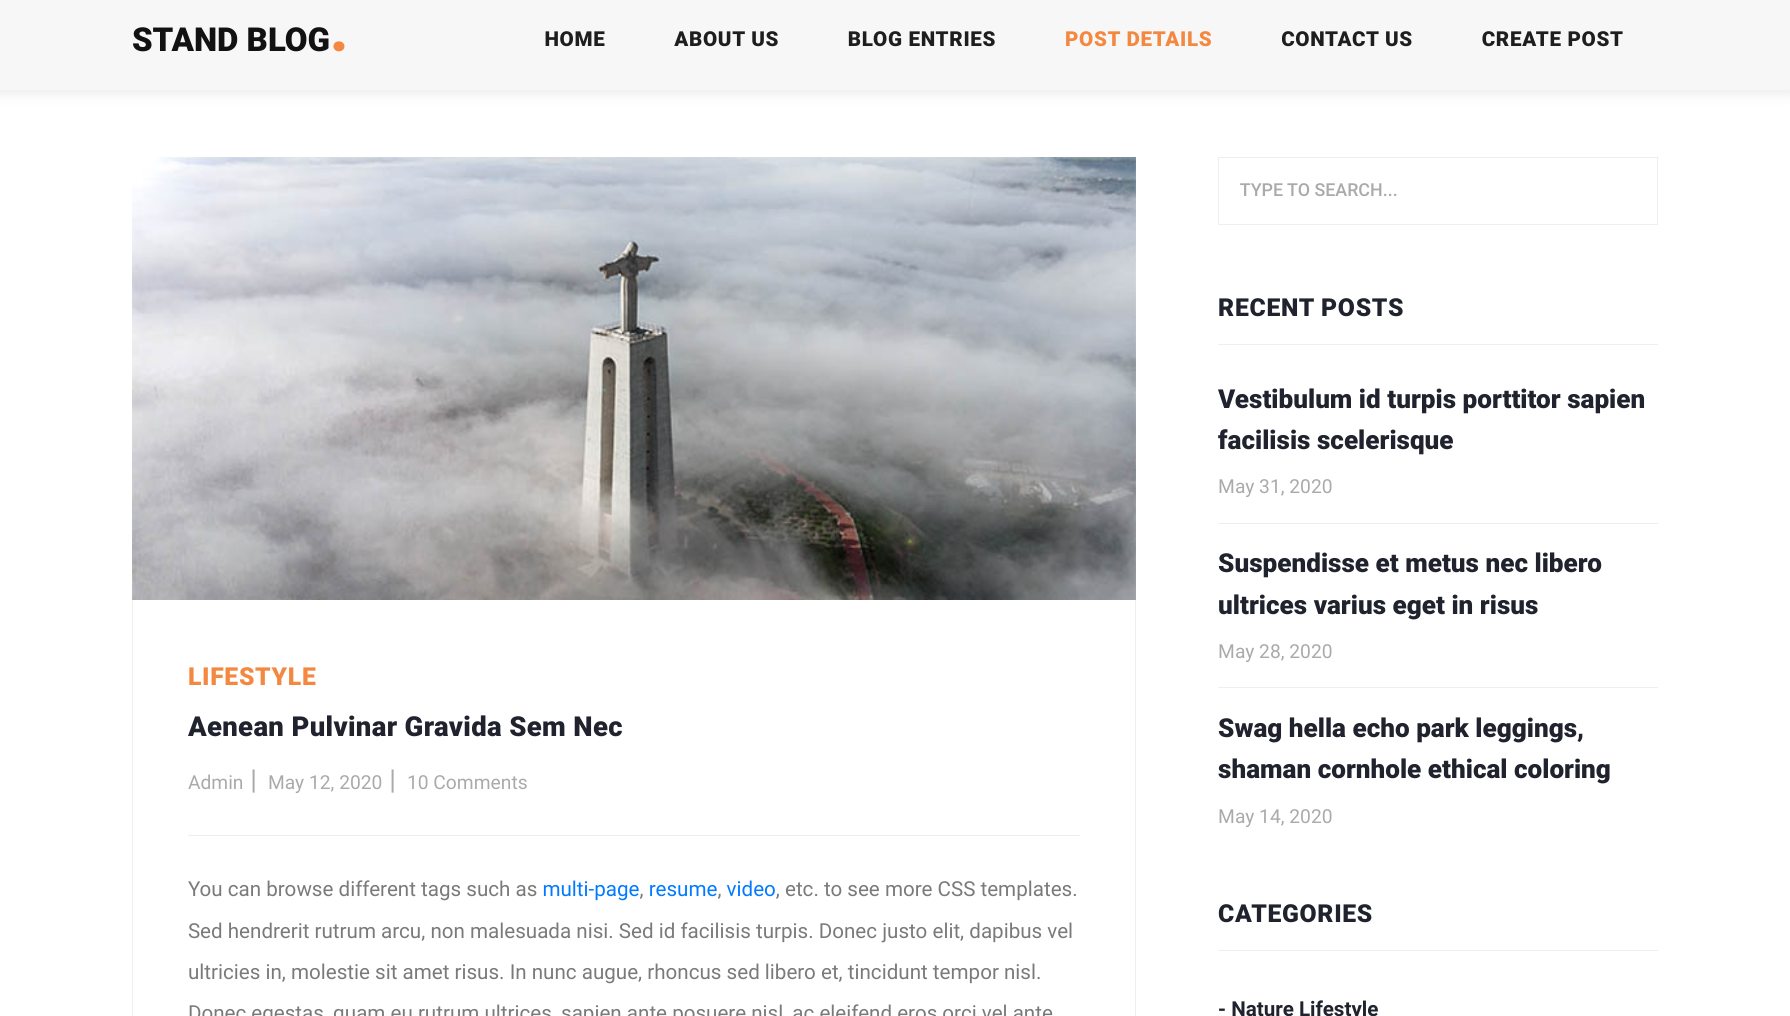 STAND BLOG.
HOME
ABOUT US
BLOG ENTRIES
POST DETAILS
CONTACT US
CREATE POST
LIFESTYLE
Aenean Pulvinar Gravida Sem Nec
Admin | May 12, 2020 | 10 Comments
You can browse different tags such as multi-page, resume, video, etc. to see more CSS templates.
Sed hendrerit rutrum arcu, non malesuada nisi. Sed id facilisis turpis. Donec justo elit, dapibus vel
ultricies in, molestie sit amet risus. In nunc augue, rhoncus sed libero et, tincidunt tempor nisl.
Donec egestas, quam eu rutrum ultrices, sapien ante posuere nisl, ac eleifend eros orci vel ante.
TYPE TO SEARCH...
RECENT POSTS
Vestibulum id turpis porttitor sapien
facilisis scelerisque
May 31, 2020
Suspendisse et metus nec libero
ultrices varius eget in risus
May 28, 2020
Swag hella echo park leggings,
shaman cornhole ethical coloring
May 14, 2020
CATEGORIES
- Nature Lifestyle